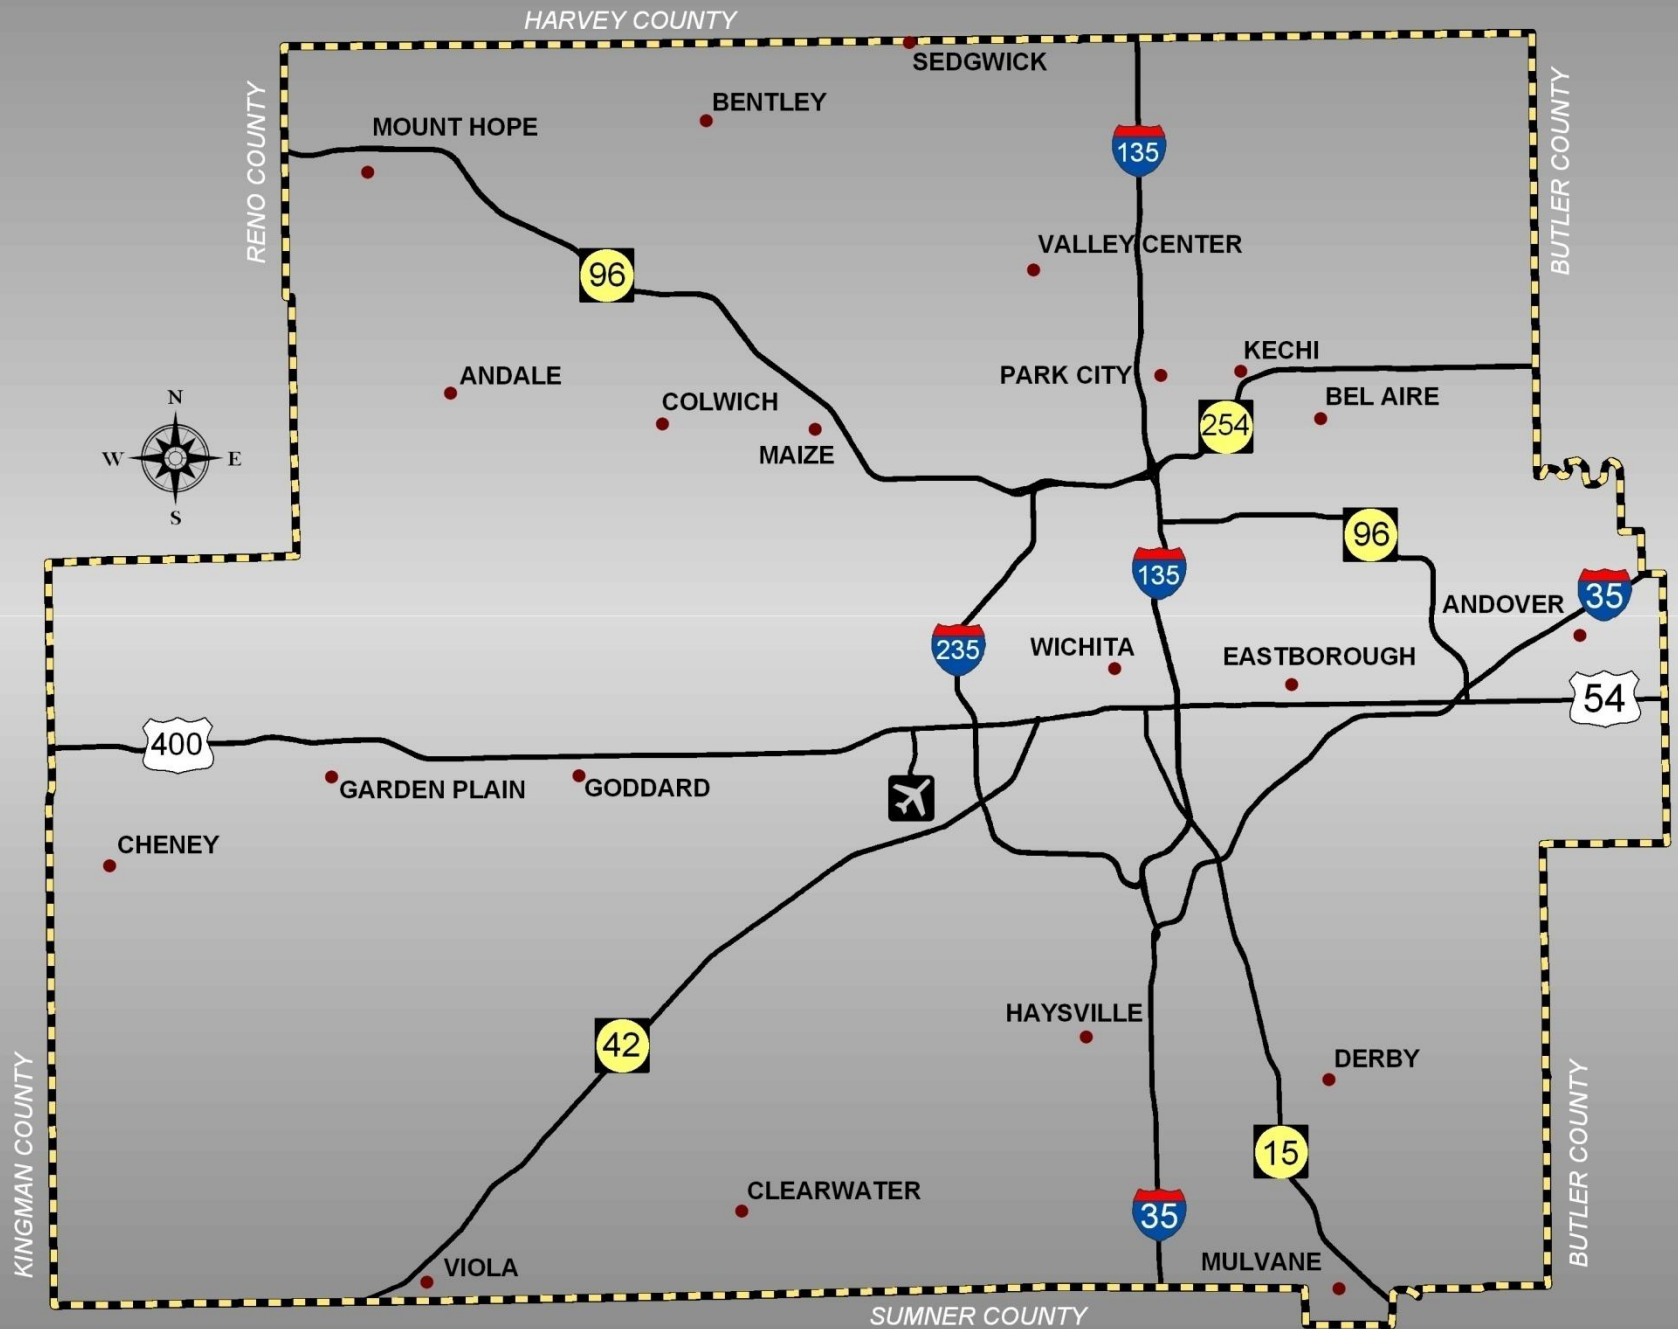 HARVEY COUNTY
SEDGWICK
BENTLEY
MOUNT HOPE
135
RENO COUNTY
BUTLER COUNTY
VALLEY CENTER
96
KECHI
PARK CITY
ANDALE
BEL AIRE
COLWICH
N
254
MAIZE
W
E
S
96
135
35
ANDOVER
235
WICHITA
EASTBOROUGH
54
400
GARDEN PLAIN
GODDARD
CHENEY
HAYSVILLE
42
DERBY
15
KINGMAN COUNTY
BUTLER COUNTY
CLEARWATER
35
MULVANE
VIOLA
SUMNER COUNTY